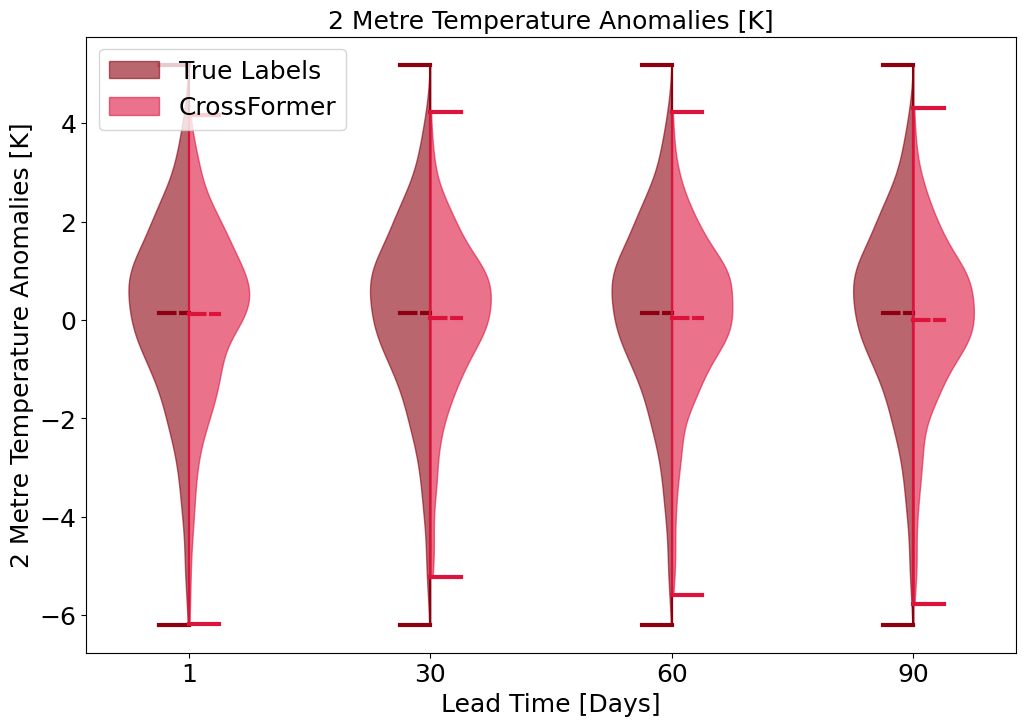 2 Metre Temperature Anomalies [K]
True Labels
CrossFormer
2 Metre Temperature Anomalies [K]
4
2
0
−2
−4
−6
1 30 60 90
Lead Time [Days]